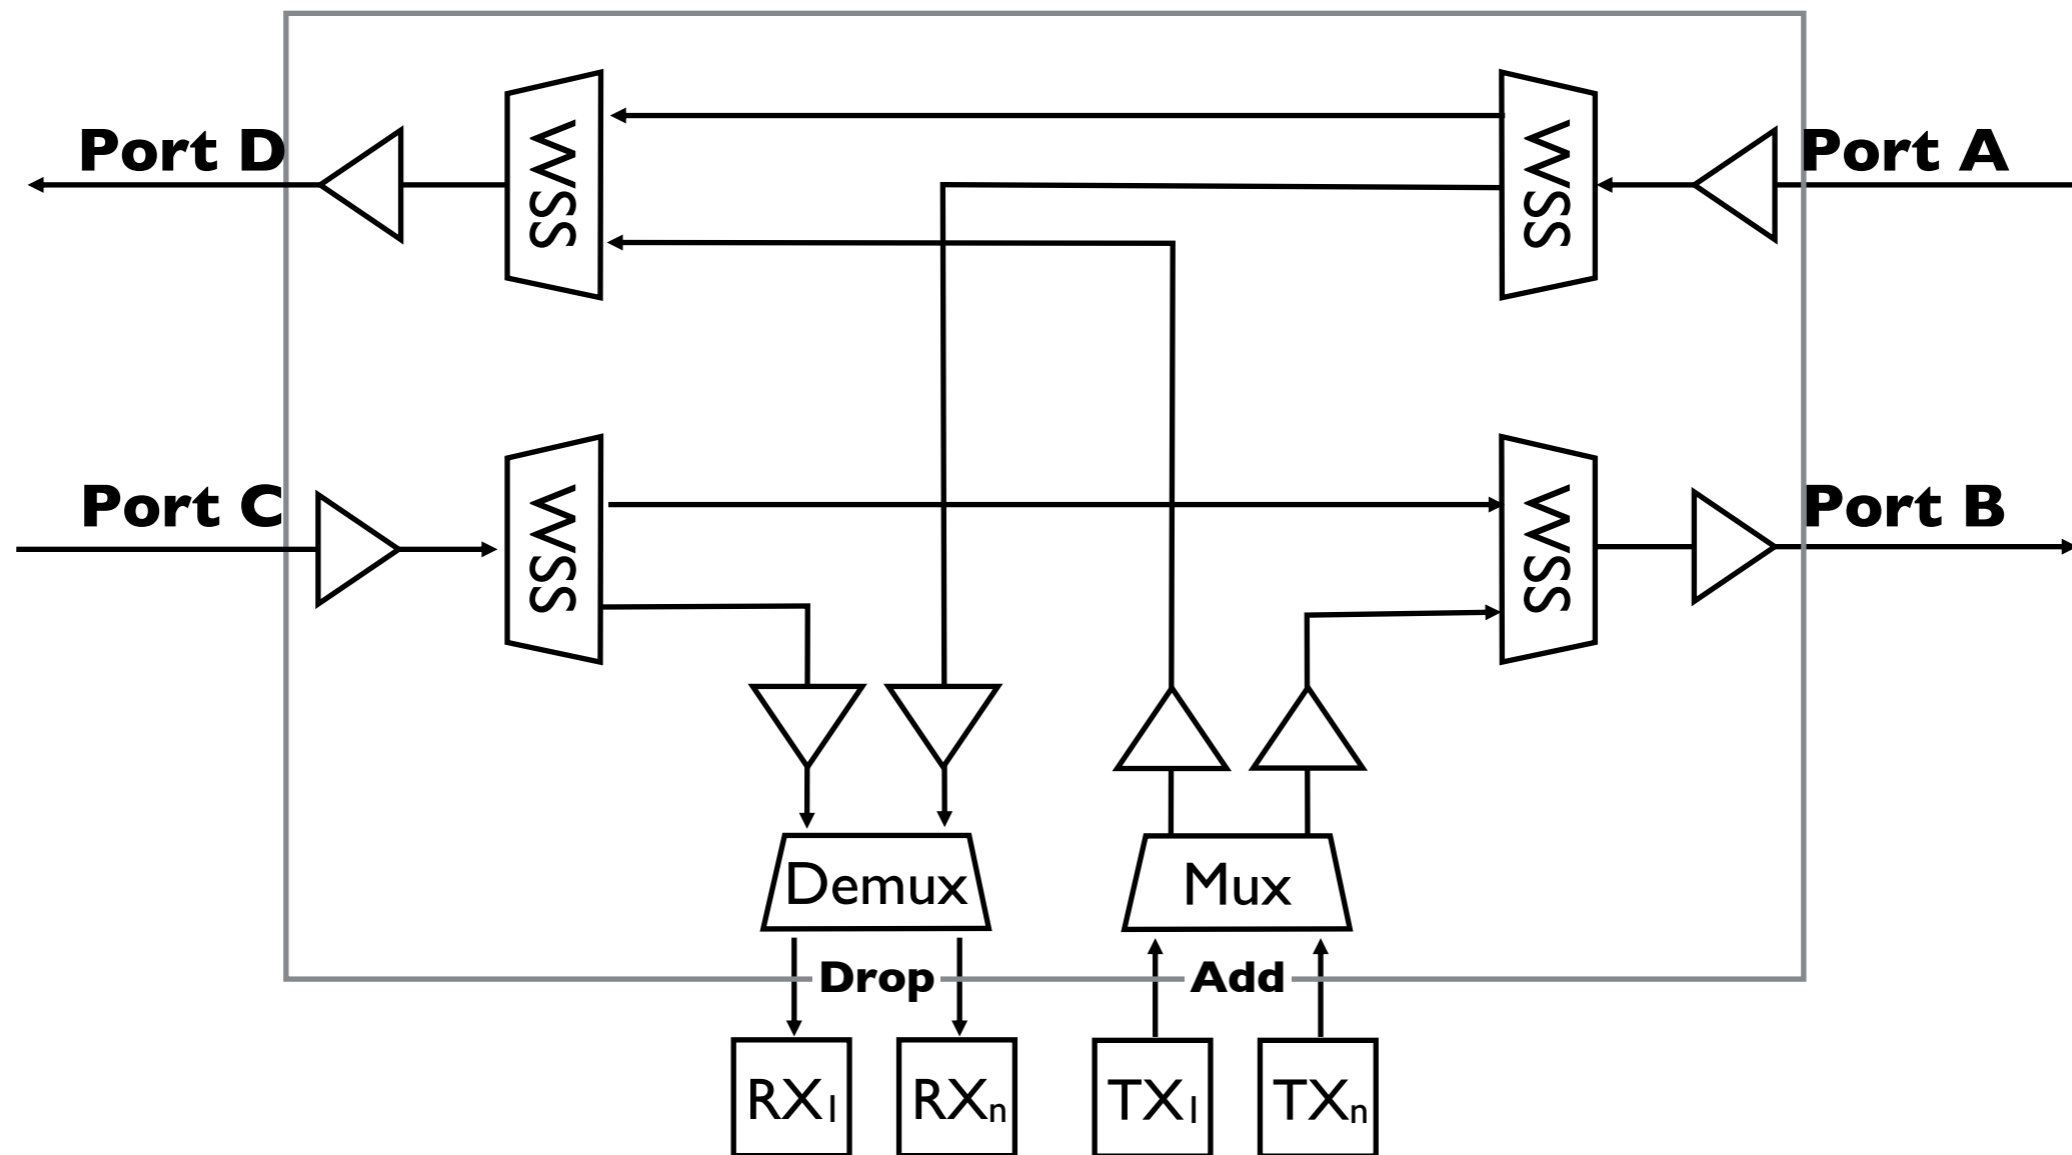 Port D
WSS
WSS
Port A
Port C
WSS
WSS
Port B
Demux
Mux
Drop
Add
RX1
RXn
TX1
TXn